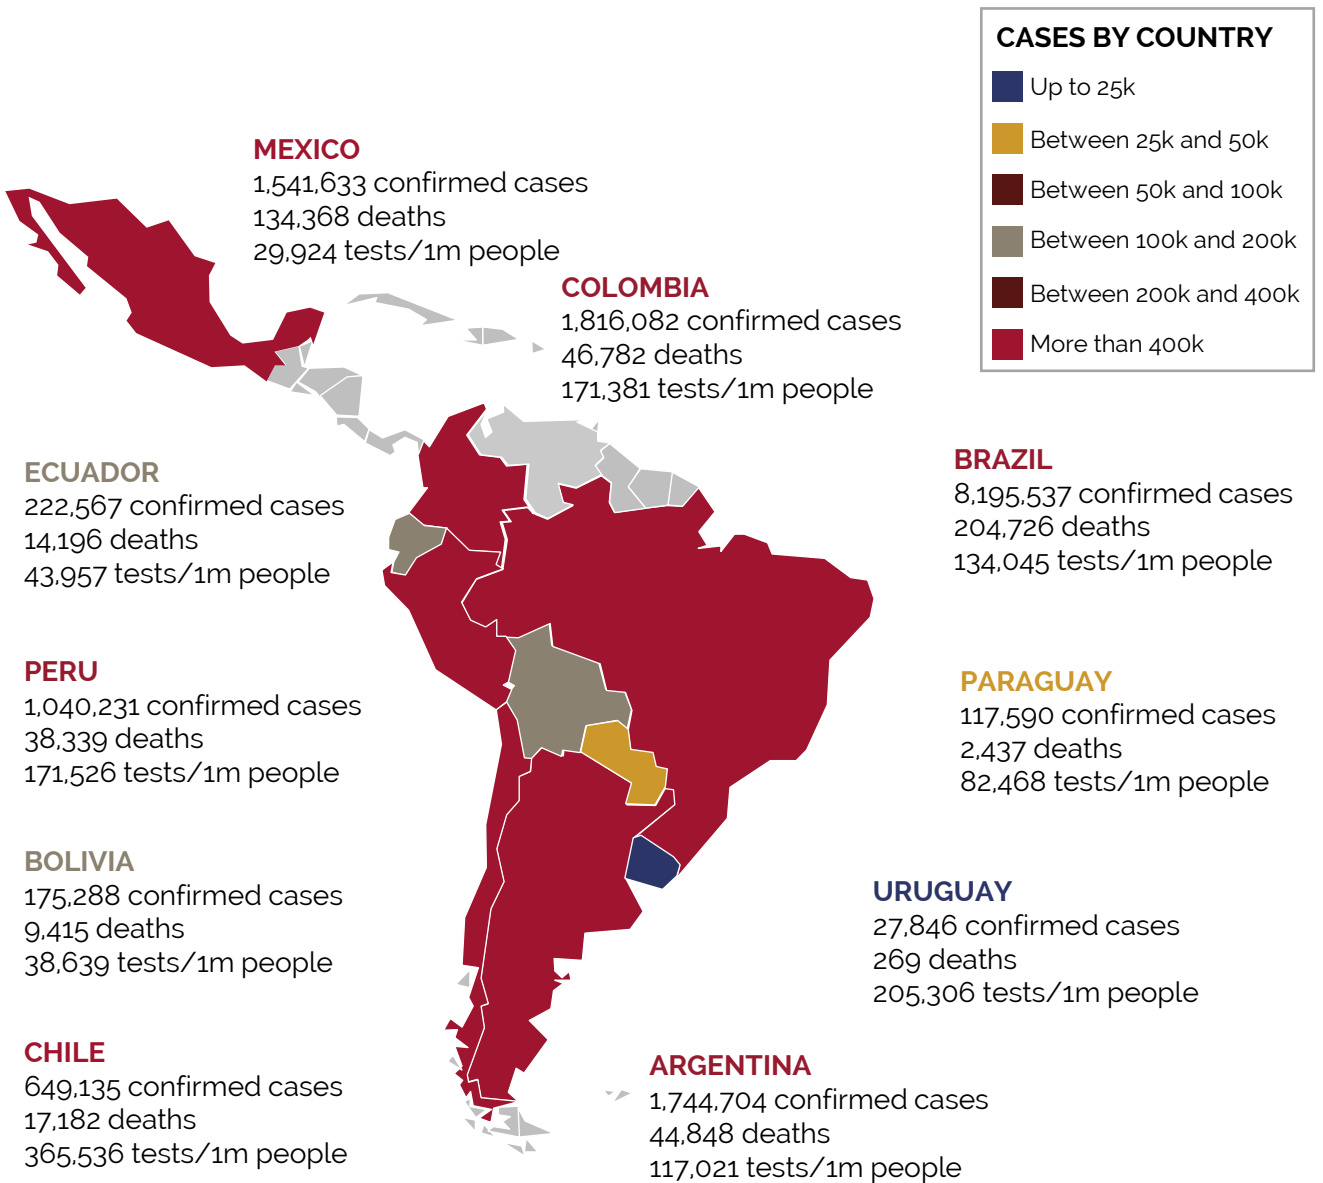 CASES BY COUNTRY
Up to 25k
Between 25k and 50k
Between 50k and 100k
Between 100k and 200k
Between 200k and 400k
More than 400k
MEXICO
1,541,633 confirmed cases
134,368 deaths
29,924 tests/1m people
COLOMBIA
1,816,082 confirmed cases
46,782 deaths
171,381 tests/1m people
ECUADOR
222,567 confirmed cases
14,196 deaths
43,957 tests/1m people
BRAZIL
8,195,537 confirmed cases
204,726 deaths
134,045 tests/1m people
PERU
1,040,231 confirmed cases
38,339 deaths
171,526 tests/1m people
PARAGUAY
117,590 confirmed cases
2,437 deaths
82,468 tests/1m people
BOLIVIA
175,288 confirmed cases
9,415 deaths
38,639 tests/1m people
URUGUAY
27,846 confirmed cases
269 deaths
205,306 tests/1m people
CHILE
649,135 confirmed cases
17,182 deaths
365,536 tests/1m people
ARGENTINA
1,744,704 confirmed cases
44,848 deaths
117,021 tests/1m people